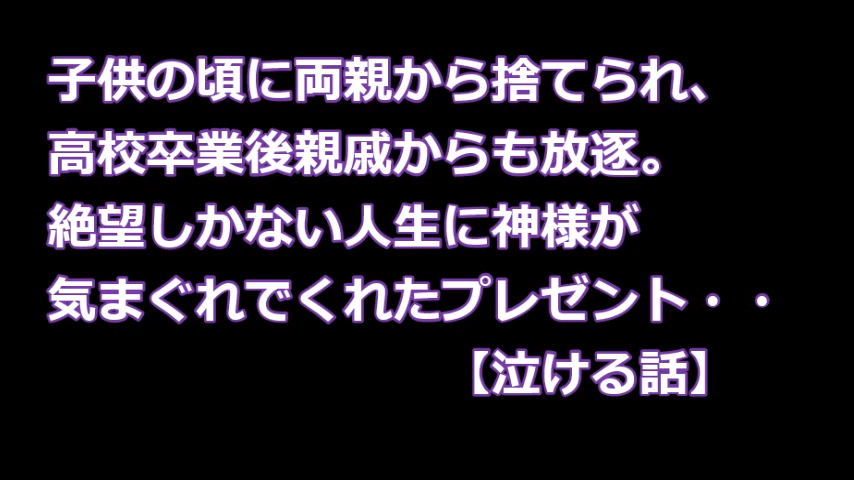 子供の頃に両親から捨てられ、
高校卒業後親戚からも放逐。
絶望しかない人生に神様が
気まぐれでくれたプレゼント・・
【泣ける話】